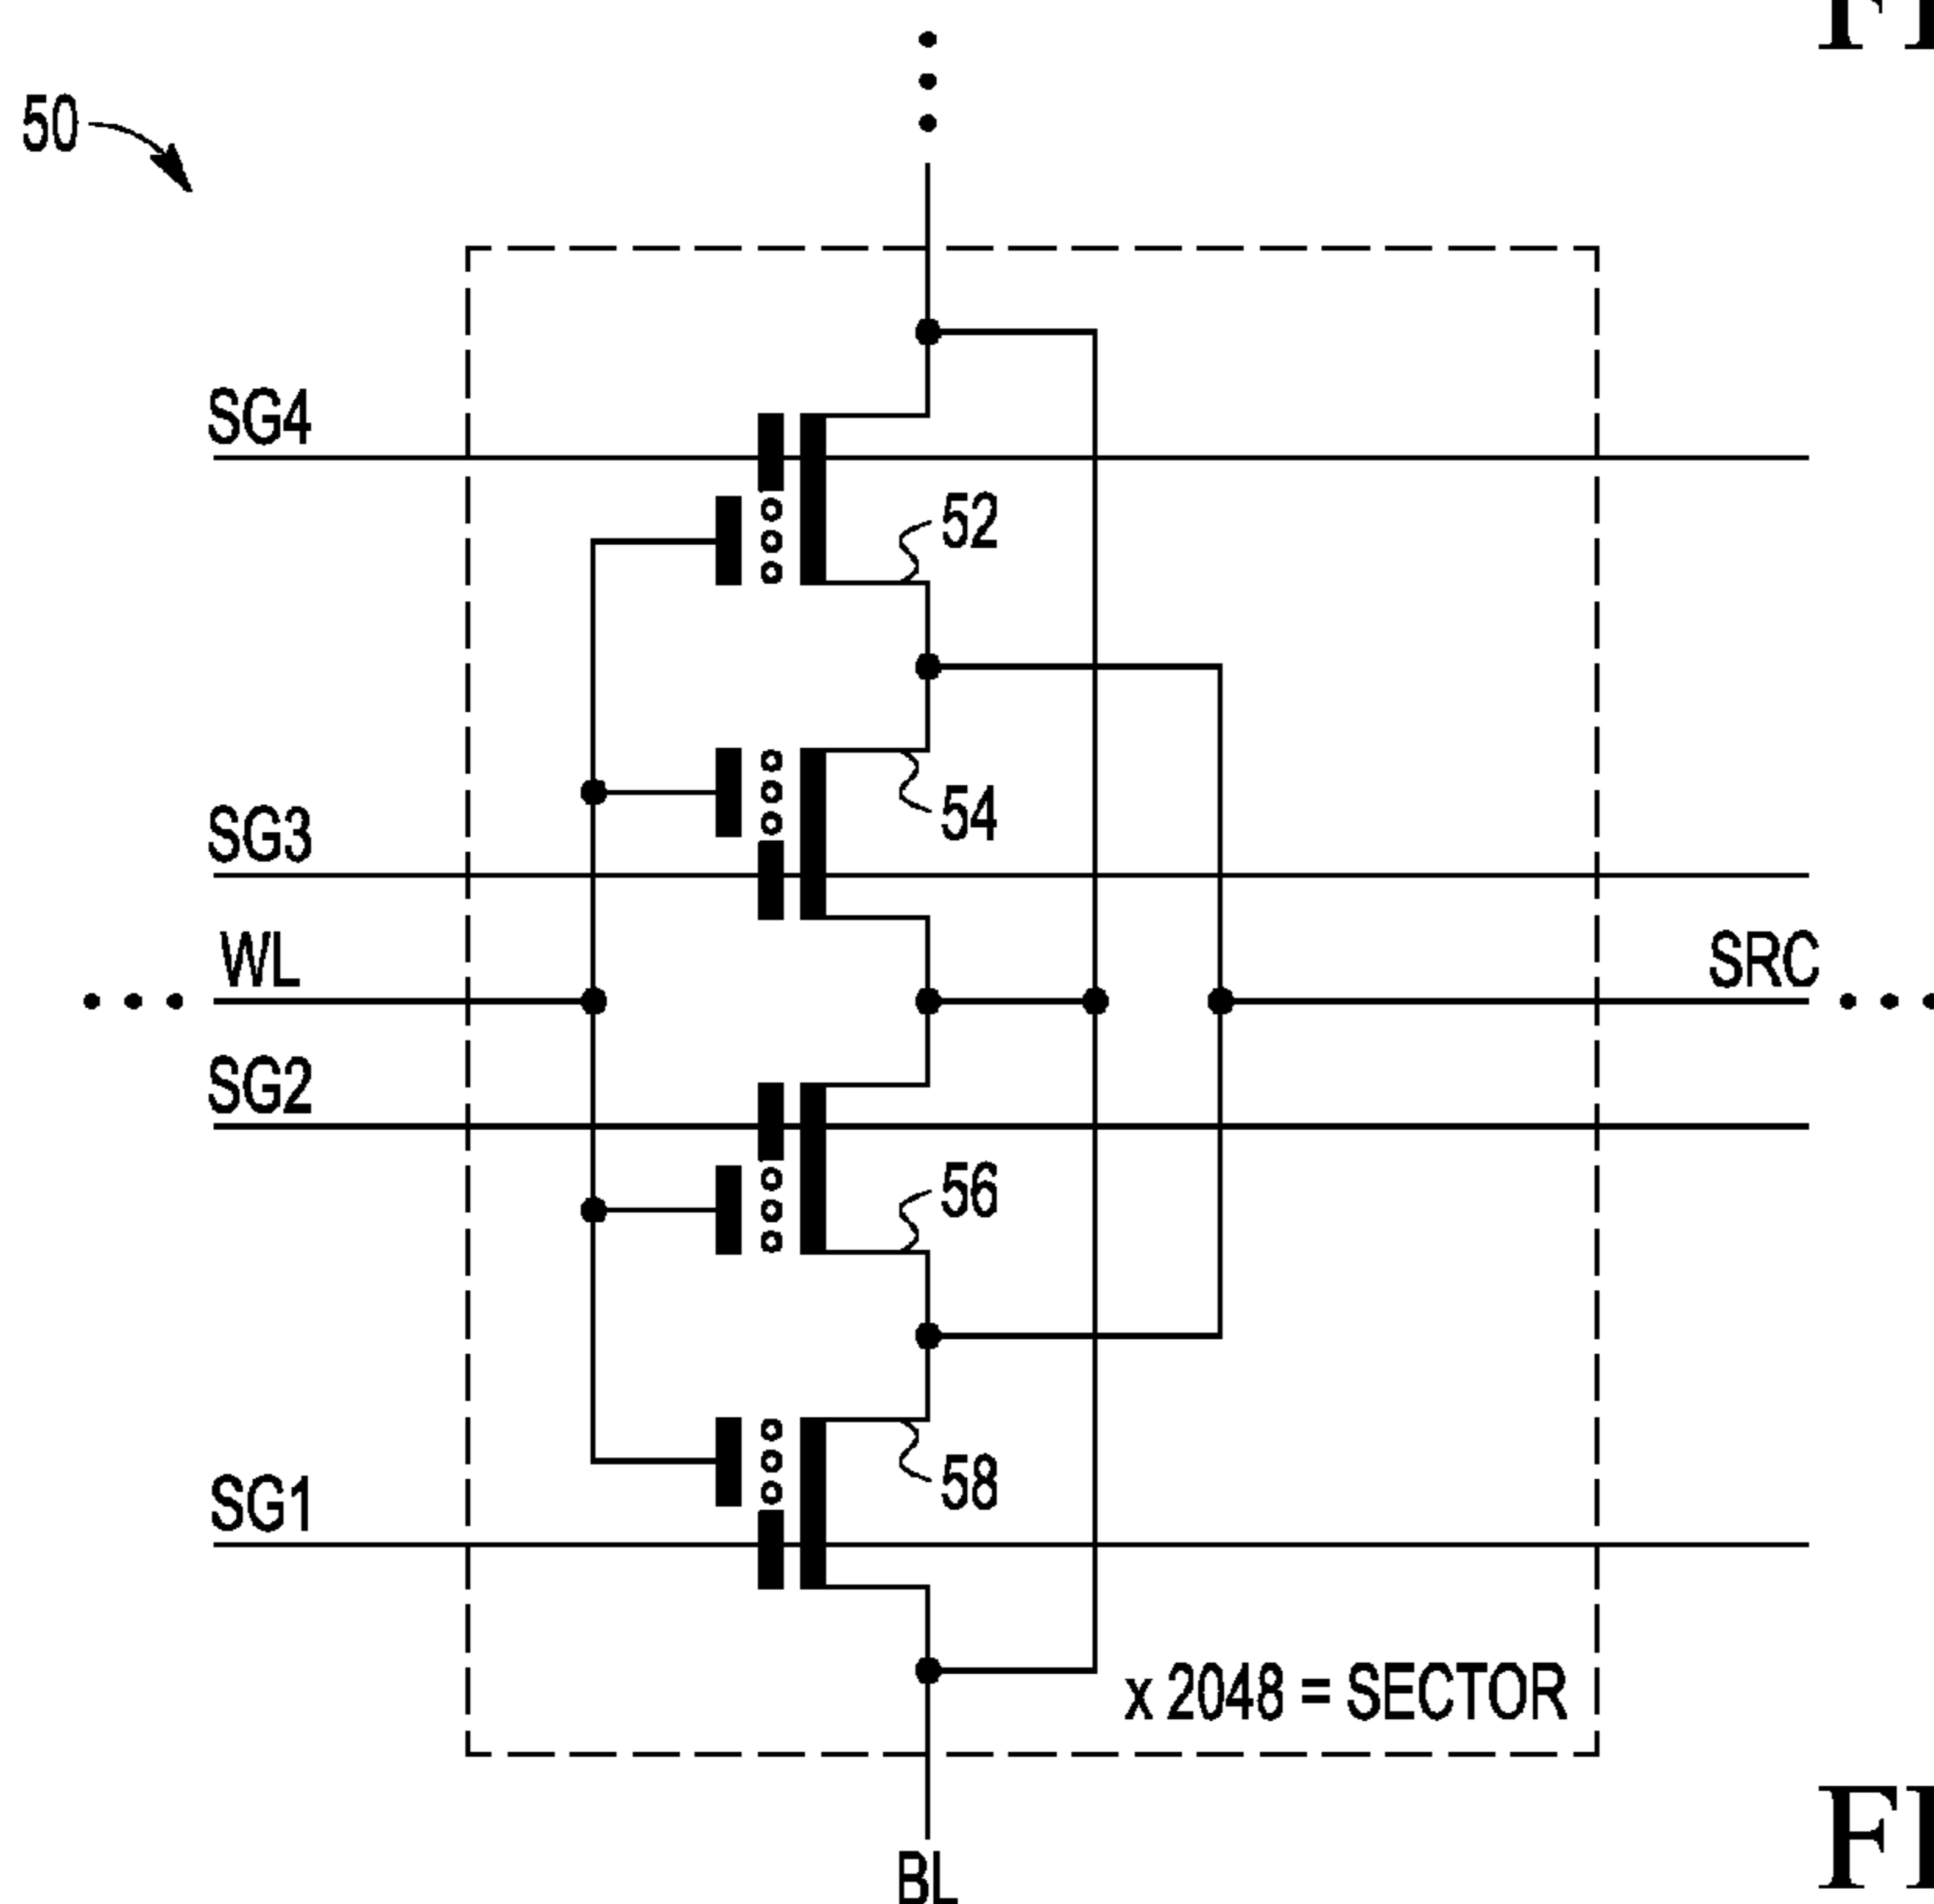 50
SG4
52
54
SG3
WL
SRC
SG2
56
58
SG1
x 2048 = SECTOR
BL